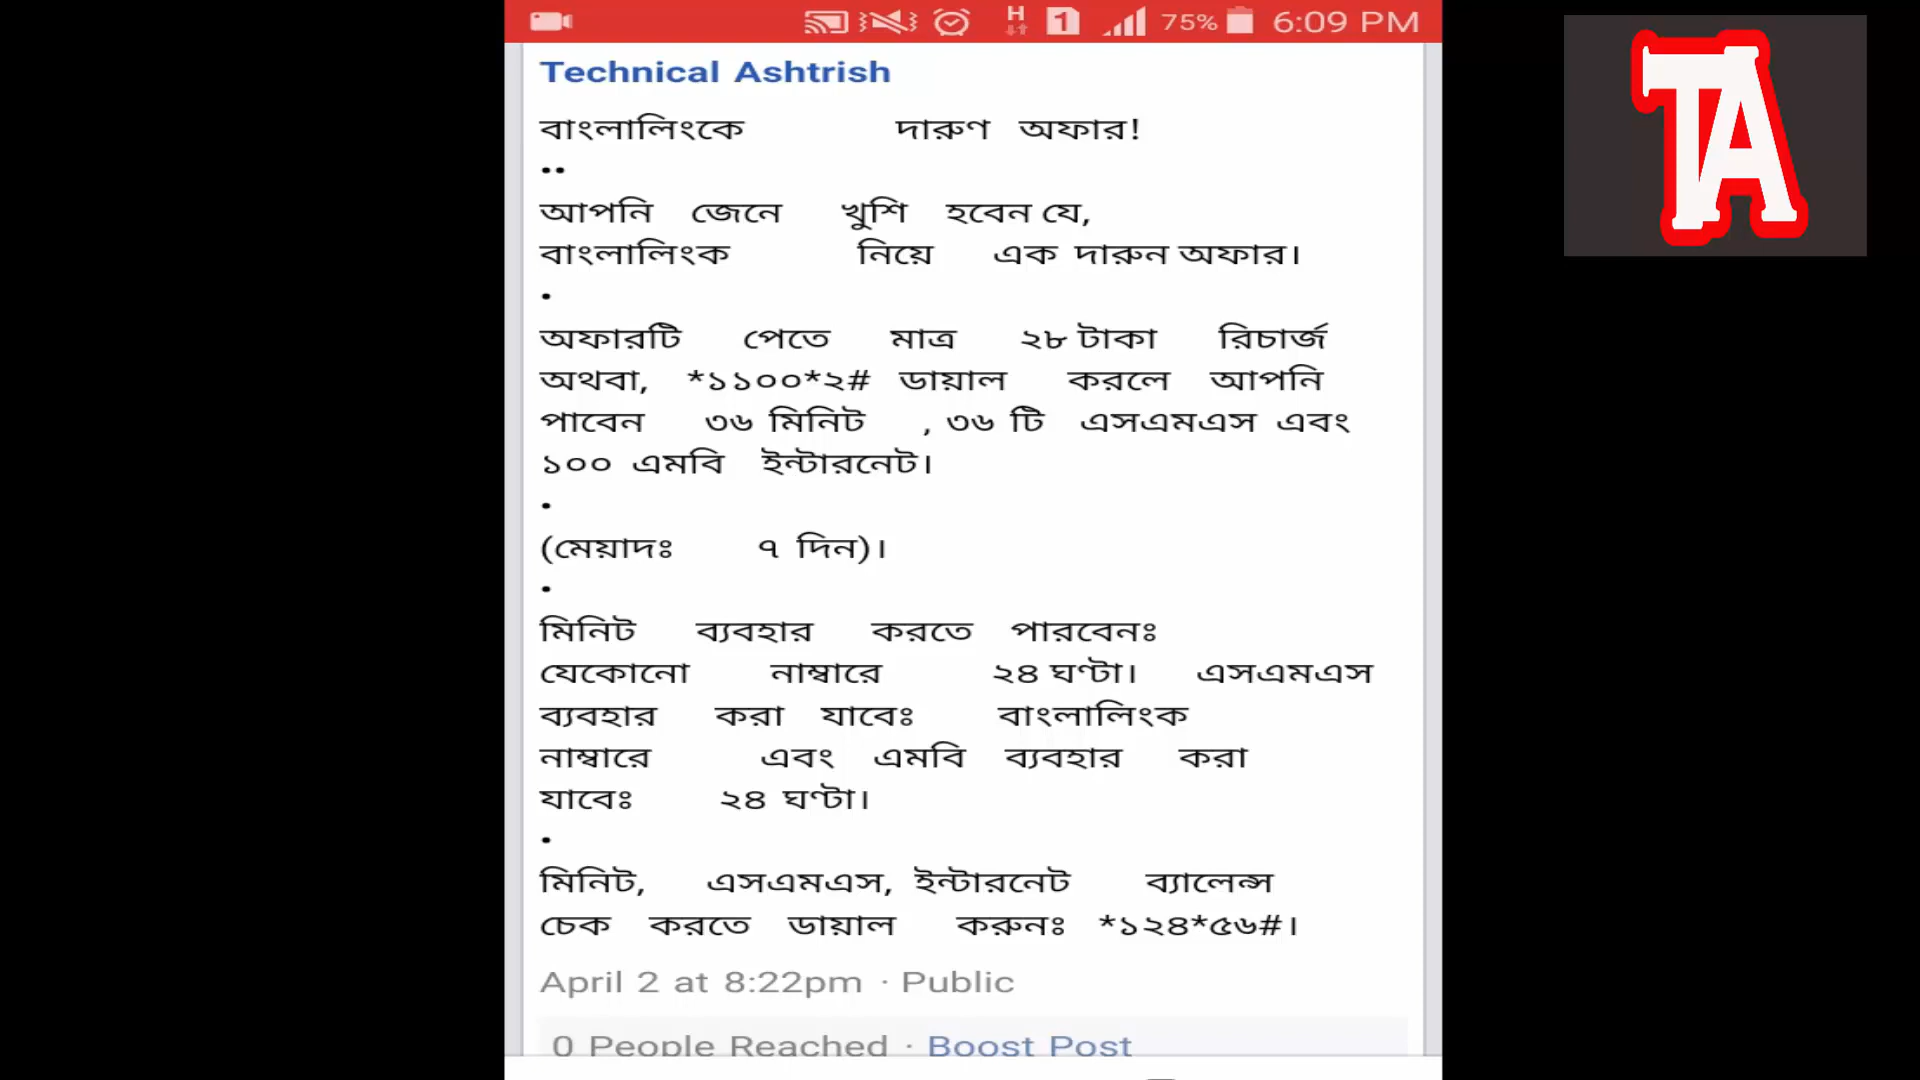 H 1 75% 6:09 PM
TA
Technical Ashtrish
বাংলালিংকে দারুণ অফার!
••
আপনি জেনে খুশি হবেন যে,
বাংলালিংক নিয়ে এক দারুন অফার।
•
অফারটি পেতে মাত্র ২৮ টাকা রিচার্জ
অথবা, *১১০০*২# ডায়াল করলে আপনি
পাবেন ৩৬ মিনিট , ৩৬ টি এসএমএস এবং
১০০ এমবি ইন্টারনেট।
•
(মেয়াদঃ ৭ দিন)।
•
মিনিট ব্যবহার করতে পারবেনঃ
যেকোনো নাম্বারে ২৪ ঘণ্টা। এসএমএস
ব্যবহার করা যাবেঃ বাংলালিংক
নাম্বারে এবং এমবি ব্যবহার করা
যাবেঃ ২৪ ঘণ্টা।
•
মিনিট, এসএমএস, ইন্টারনেট ব্যালেন্স
চেক করতে ডায়াল করুনঃ *১২৪*৫৬#।
April 2 at 8:22pm · Public
0 People Reached · Boost Post